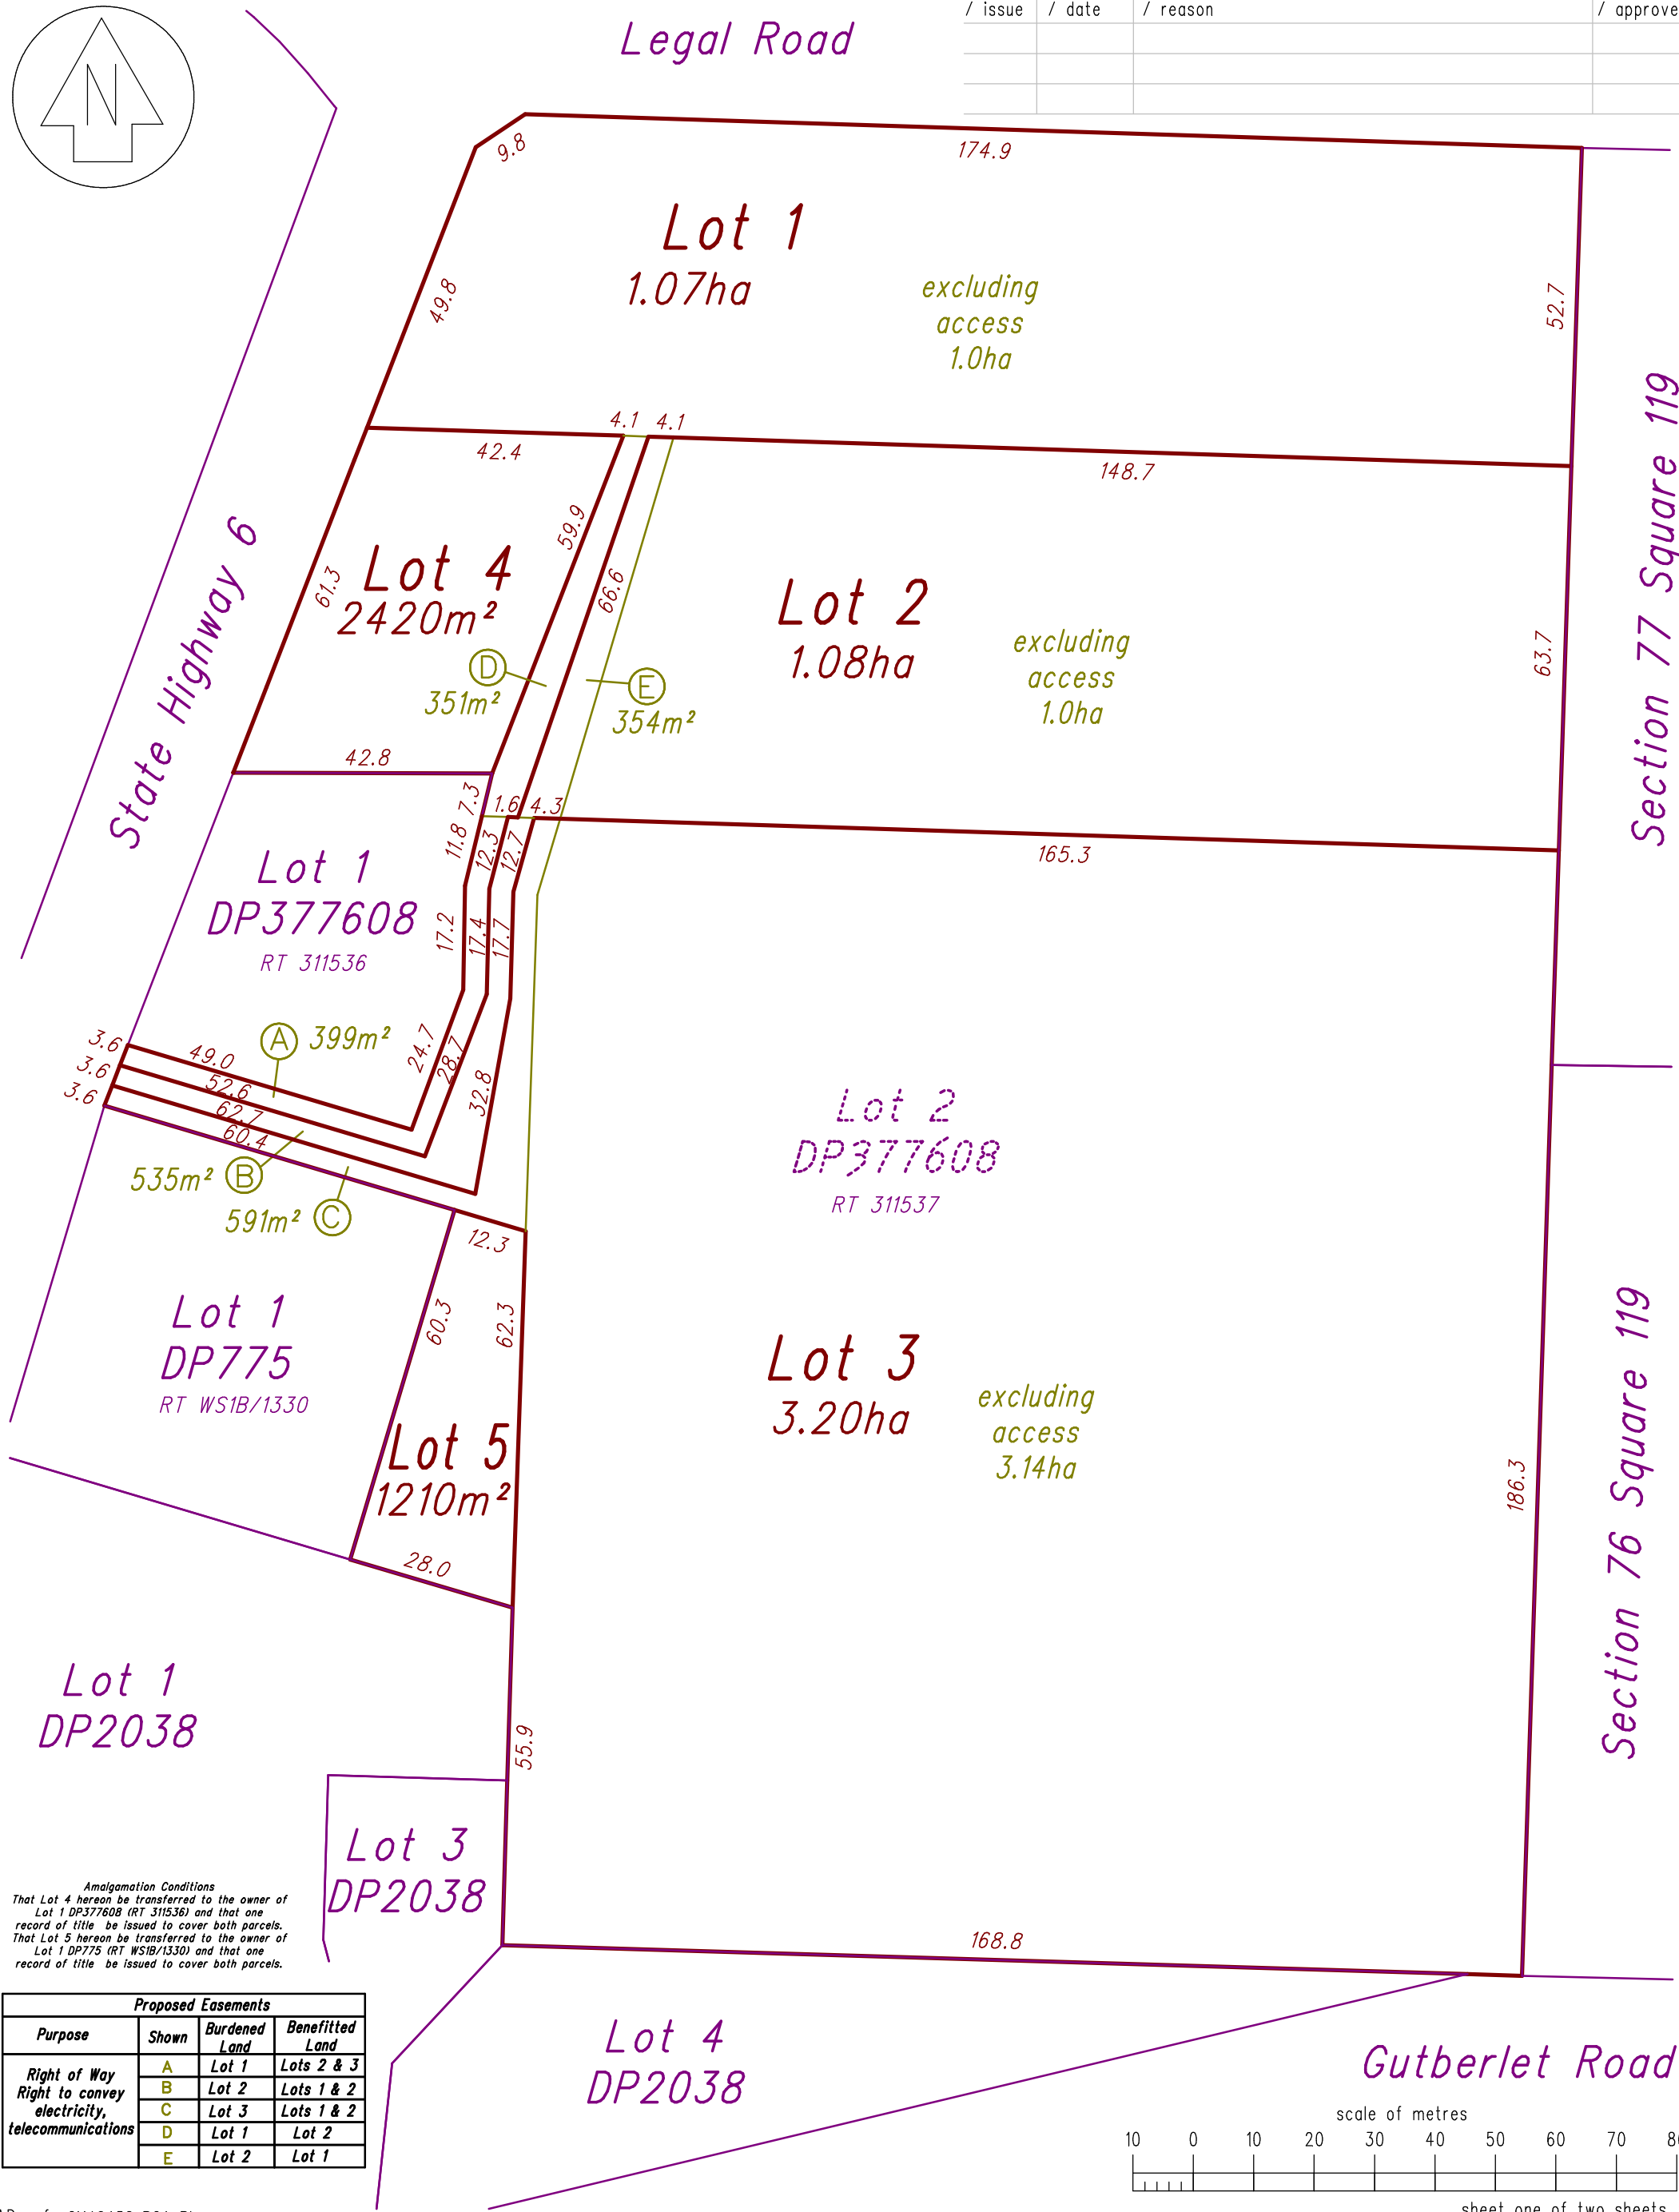 / issue / date / reason / approve
N
Legal Road
9.8
174.9
Lot 1
1.07ha
excluding
access
1.0ha
49.8
52.7
4.1 4.1
42.4
148.7
State Highway 6
61.3
59.9
66.6
Lot 4
2420m²
D
351m²
E
354m²
Lot 2
1.08ha
excluding
access
1.0ha
63.7
Section 77 Square 119
42.8
7.3
1.6
4.3
11.8
12.3
12.7
165.3
Lot 1
DP377608
RT 311536
17.2
17.4
17.7
3.6
3.6
3.6
49.0
52.6
62.7
60.4
A 399m²
24.7
28.7
32.8
535m² B
591m² C
Lot 2
DP377608
RT 311537
12.3
Lot 1
DP775
RT WS1B/1330
60.3
62.3
Lot 5
1210m²
28.0
Lot 3
3.20ha
excluding
access
3.14ha
186.3
Section 76 Square 119
Lot 1
DP2038
55.9
Lot 3
DP2038
168.8
Amalgamation Conditions
That Lot 4 hereon be transferred to the owner of
Lot 1 DP377608 (RT 311536) and that one
record of title be issued to cover both parcels.
That Lot 5 hereon be transferred to the owner of
Lot 1 DP775 (RT WS1B/1330) and that one
record of title be issued to cover both parcels.
Proposed Easements
Purpose Shown Burdened Land Benefitted Land
Right of Way
Right to convey
electricity,
telecommunications
A Lot 1 Lots 2 & 3
B Lot 2 Lots 1 & 2
C Lot 3 Lots 1 & 2
D Lot 1 Lot 2
E Lot 2 Lot 1
Lot 4
DP2038
Gutberlet Road
scale of metres
10 0 10 20 30 40 50 60 70
sheet one of two sheets